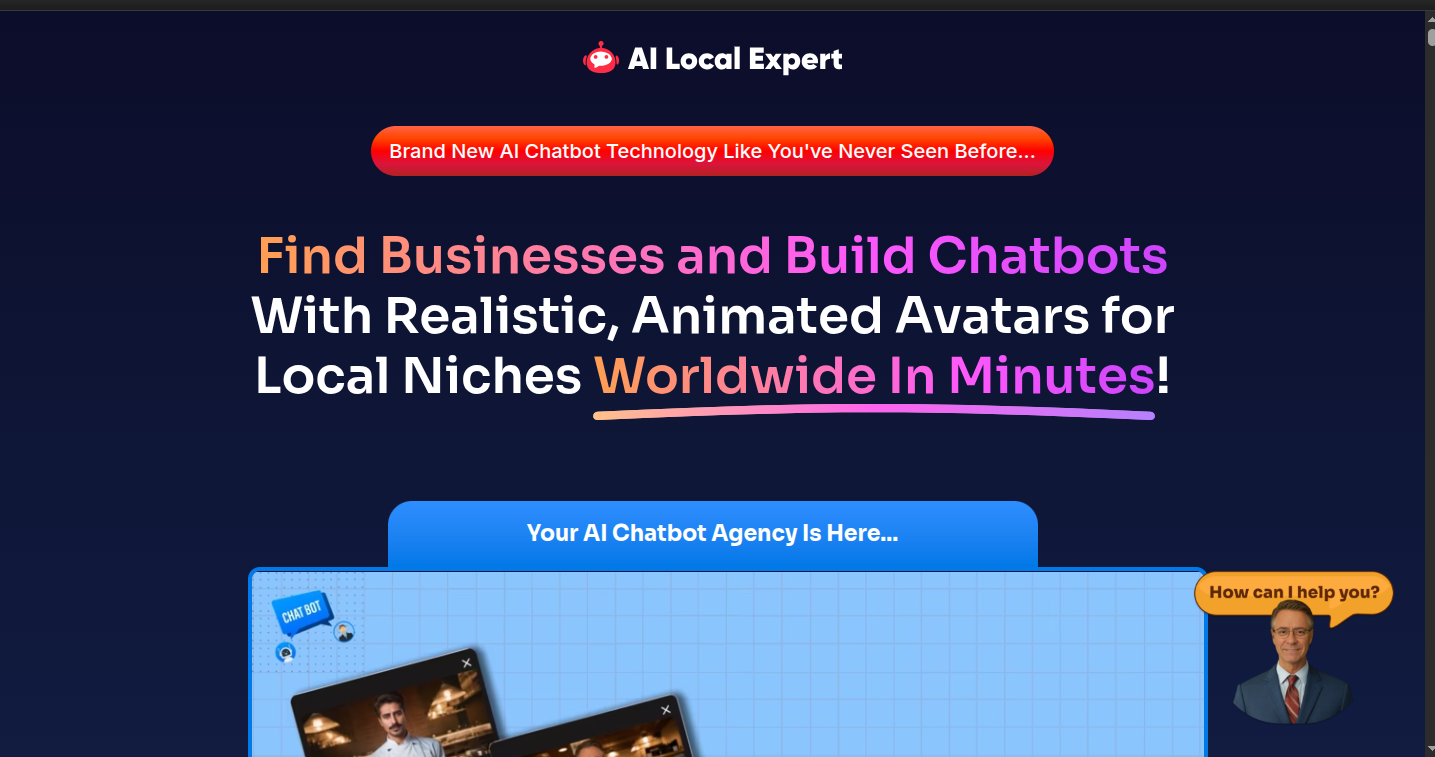 AI Local Expert
Brand New AI Chatbot Technology Like You've Never Seen Before...
Find Businesses and Build Chatbots
With Realistic, Animated Avatars for
Local Niches Worldwide In Minutes!
Your AI Chatbot Agency Is Here...
CHAT BOT
How can I help you?